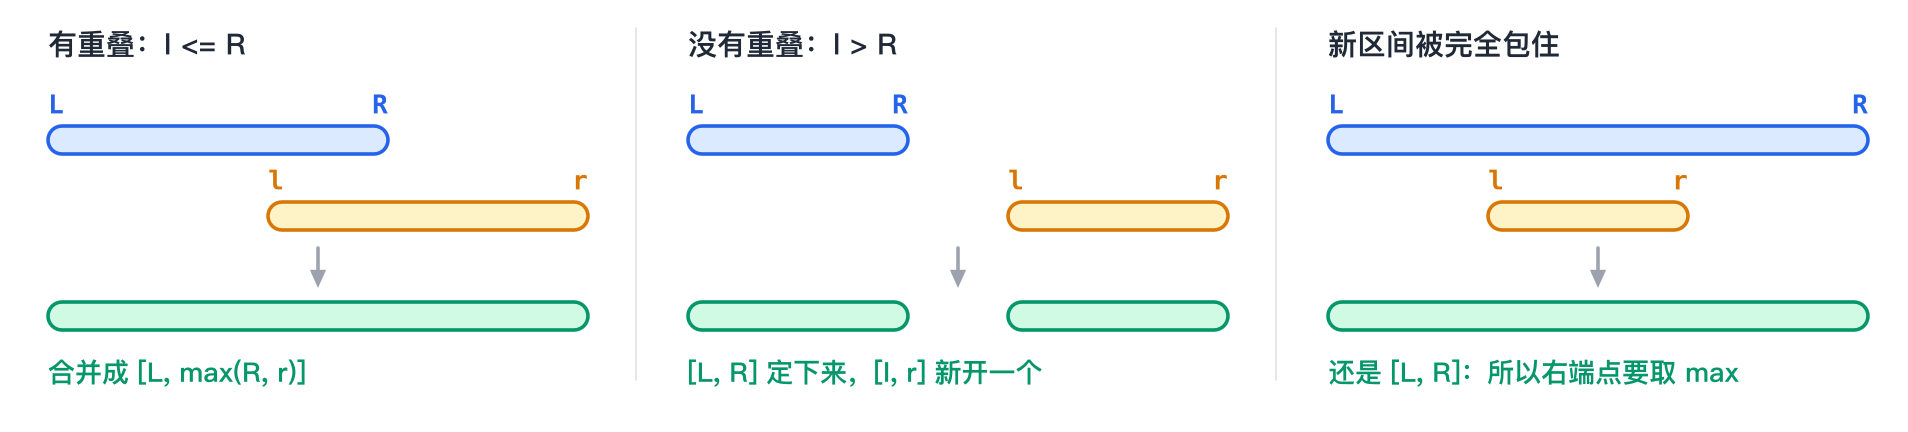 有重叠：l <= R
L R
l r
合并成 [L, max(R, r)]
没有重叠：l > R
L R
l r
[L, R] 定下来，[l, r] 新开一个
新区间被完全包住
L R
l r
还是 [L, R]：所以右端点要取 max